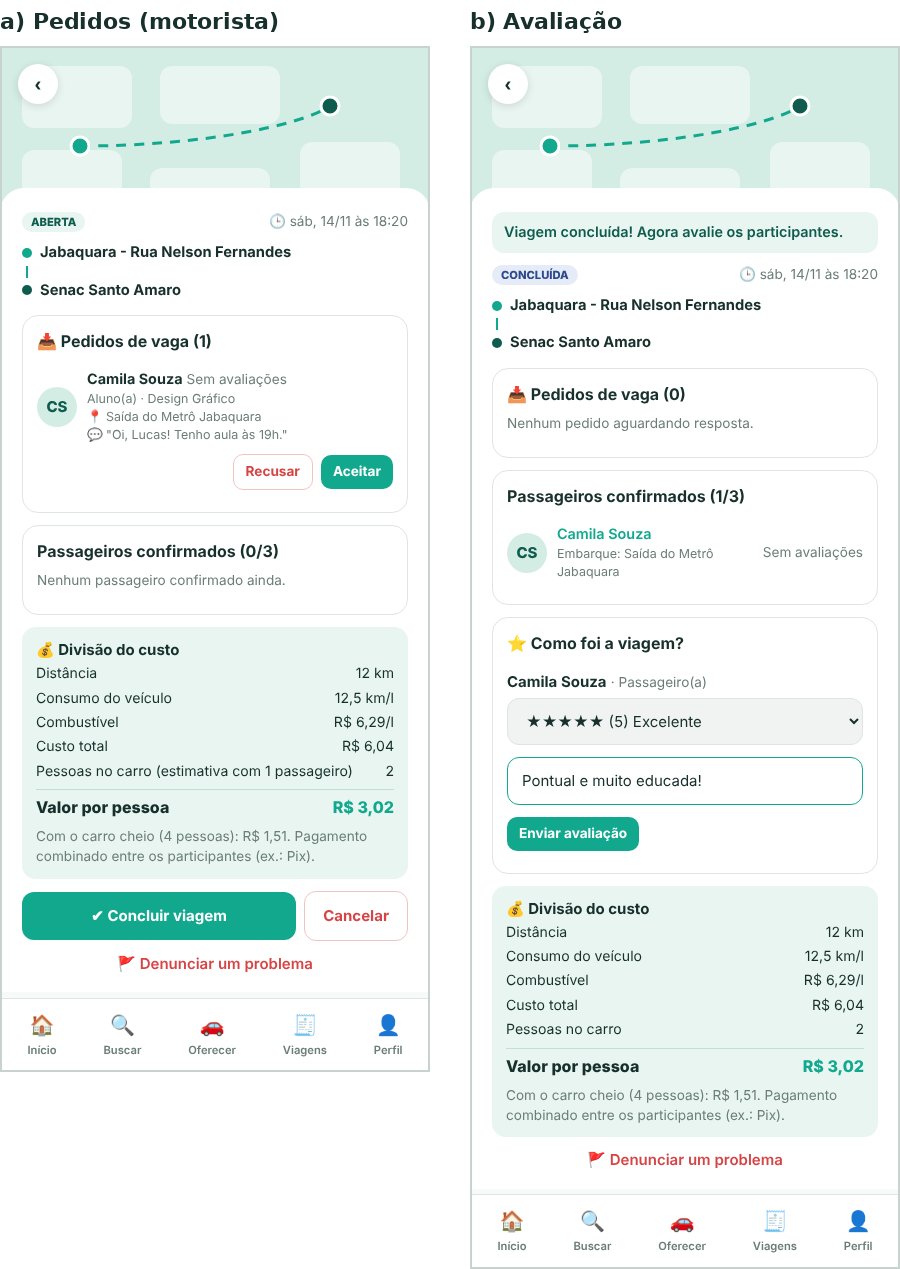 a) Pedidos (motorista)
‹
ABERTA
🕒 sáb, 14/11 às 18:20
Jabaquara - Rua Nelson Fernandes
Senac Santo Amaro
📥 Pedidos de vaga (1)
CS
Camila Souza Sem avaliações
Aluno(a) · Design Gráfico
📍 Saída do Metrô Jabaquara
💬 "Oi, Lucas! Tenho aula às 19h."
Recusar
Aceitar
Passageiros confirmados (0/3)
Nenhum passageiro confirmado ainda.
💰 Divisão do custo
Distância 12 km
Consumo do veículo 12,5 km/l
Combustível R$ 6,29/l
Custo total R$ 6,04
Pessoas no carro (estimativa com 1 passageiro) 2
Valor por pessoa R$ 3,02
Com o carro cheio (4 pessoas): R$ 1,51. Pagamento
combinado entre os participantes (ex.: Pix).
✔ Concluir viagem
Cancelar
🚩 Denunciar um problema
Início
Buscar
Oferecer
Viagens
Perfil
b) Avaliação
‹
Viagem concluída! Agora avalie os participantes.
CONCLUÍDA
🕒 sáb, 14/11 às 18:20
Jabaquara - Rua Nelson Fernandes
Senac Santo Amaro
📥 Pedidos de vaga (0)
Nenhum pedido aguardando resposta.
Passageiros confirmados (1/3)
CS
Camila Souza
Embarque: Saída do Metrô
Jabaquara
Sem avaliações
⭐ Como foi a viagem?
Camila Souza · Passageiro(a)
★★★★★ (5) Excelente
Pontual e muito educada!
Enviar avaliação
💰 Divisão do custo
Distância 12 km
Consumo do veículo 12,5 km/l
Combustível R$ 6,29/l
Custo total R$ 6,04
Pessoas no carro 2
Valor por pessoa R$ 3,02
Com o carro cheio (4 pessoas): R$ 1,51. Pagamento
combinado entre os participantes (ex.: Pix).
🚩 Denunciar um problema
Início
Buscar
Oferecer
Viagens
Perfil